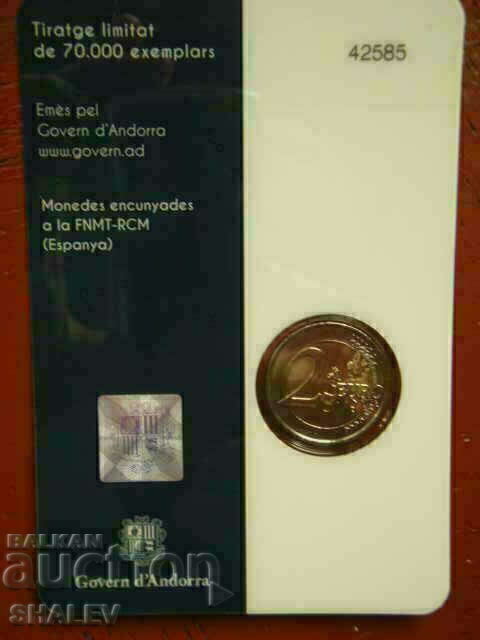 Tiratge limitat
de 70.000 exemplars
42585
Emès pel
Govern d'Andorra
www.govern.ad
Monedes encunyades
a la FNMT-RCM
(Espanya)
2
Govern d'Andorra
BALKAN
auction
SHALEV